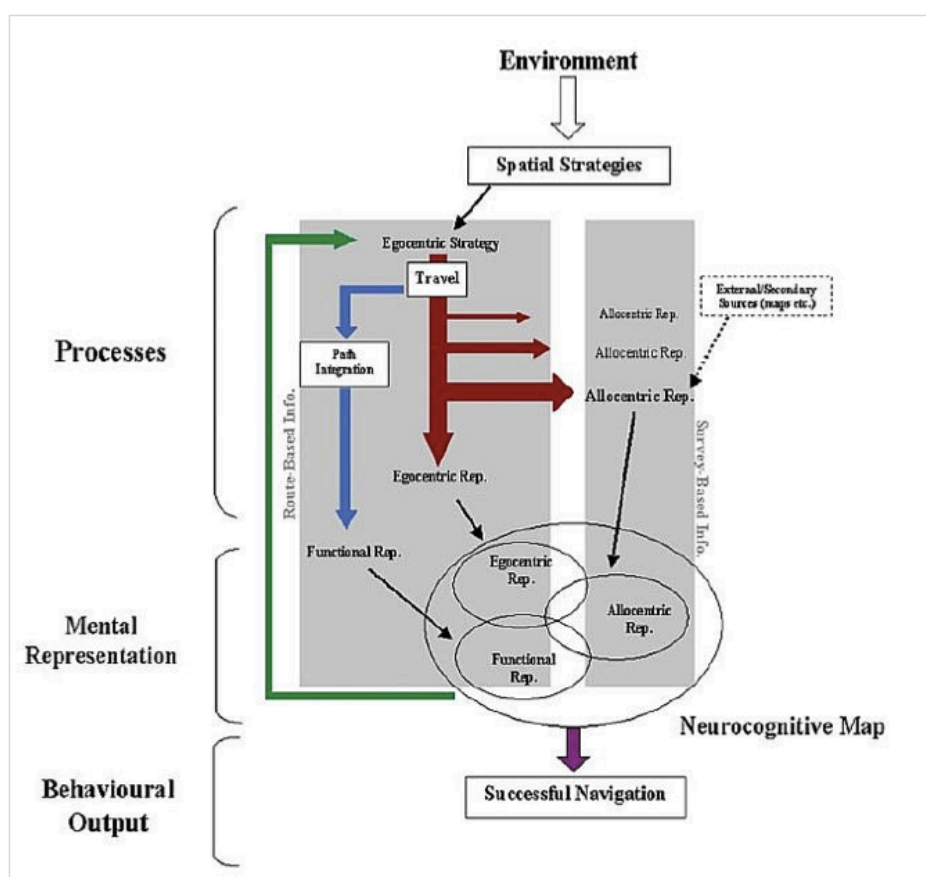 Environment
Spatial Strategies
Egocentric Strategy
Travel
External/Secondary
Sources (maps etc.)
Allocentric Rep.
Processes
Path
Integration
Allocentric Rep.
Allocentric Rep.
Route-Based Info.
Survey-Based Info.
Egocentric Rep.
Functional Rep.
Egocentric
Rep.
Mental
Representation
Allocentric
Rep.
Functional
Rep.
Neurocognitive Map
Behavioural
Output
Successful Navigation